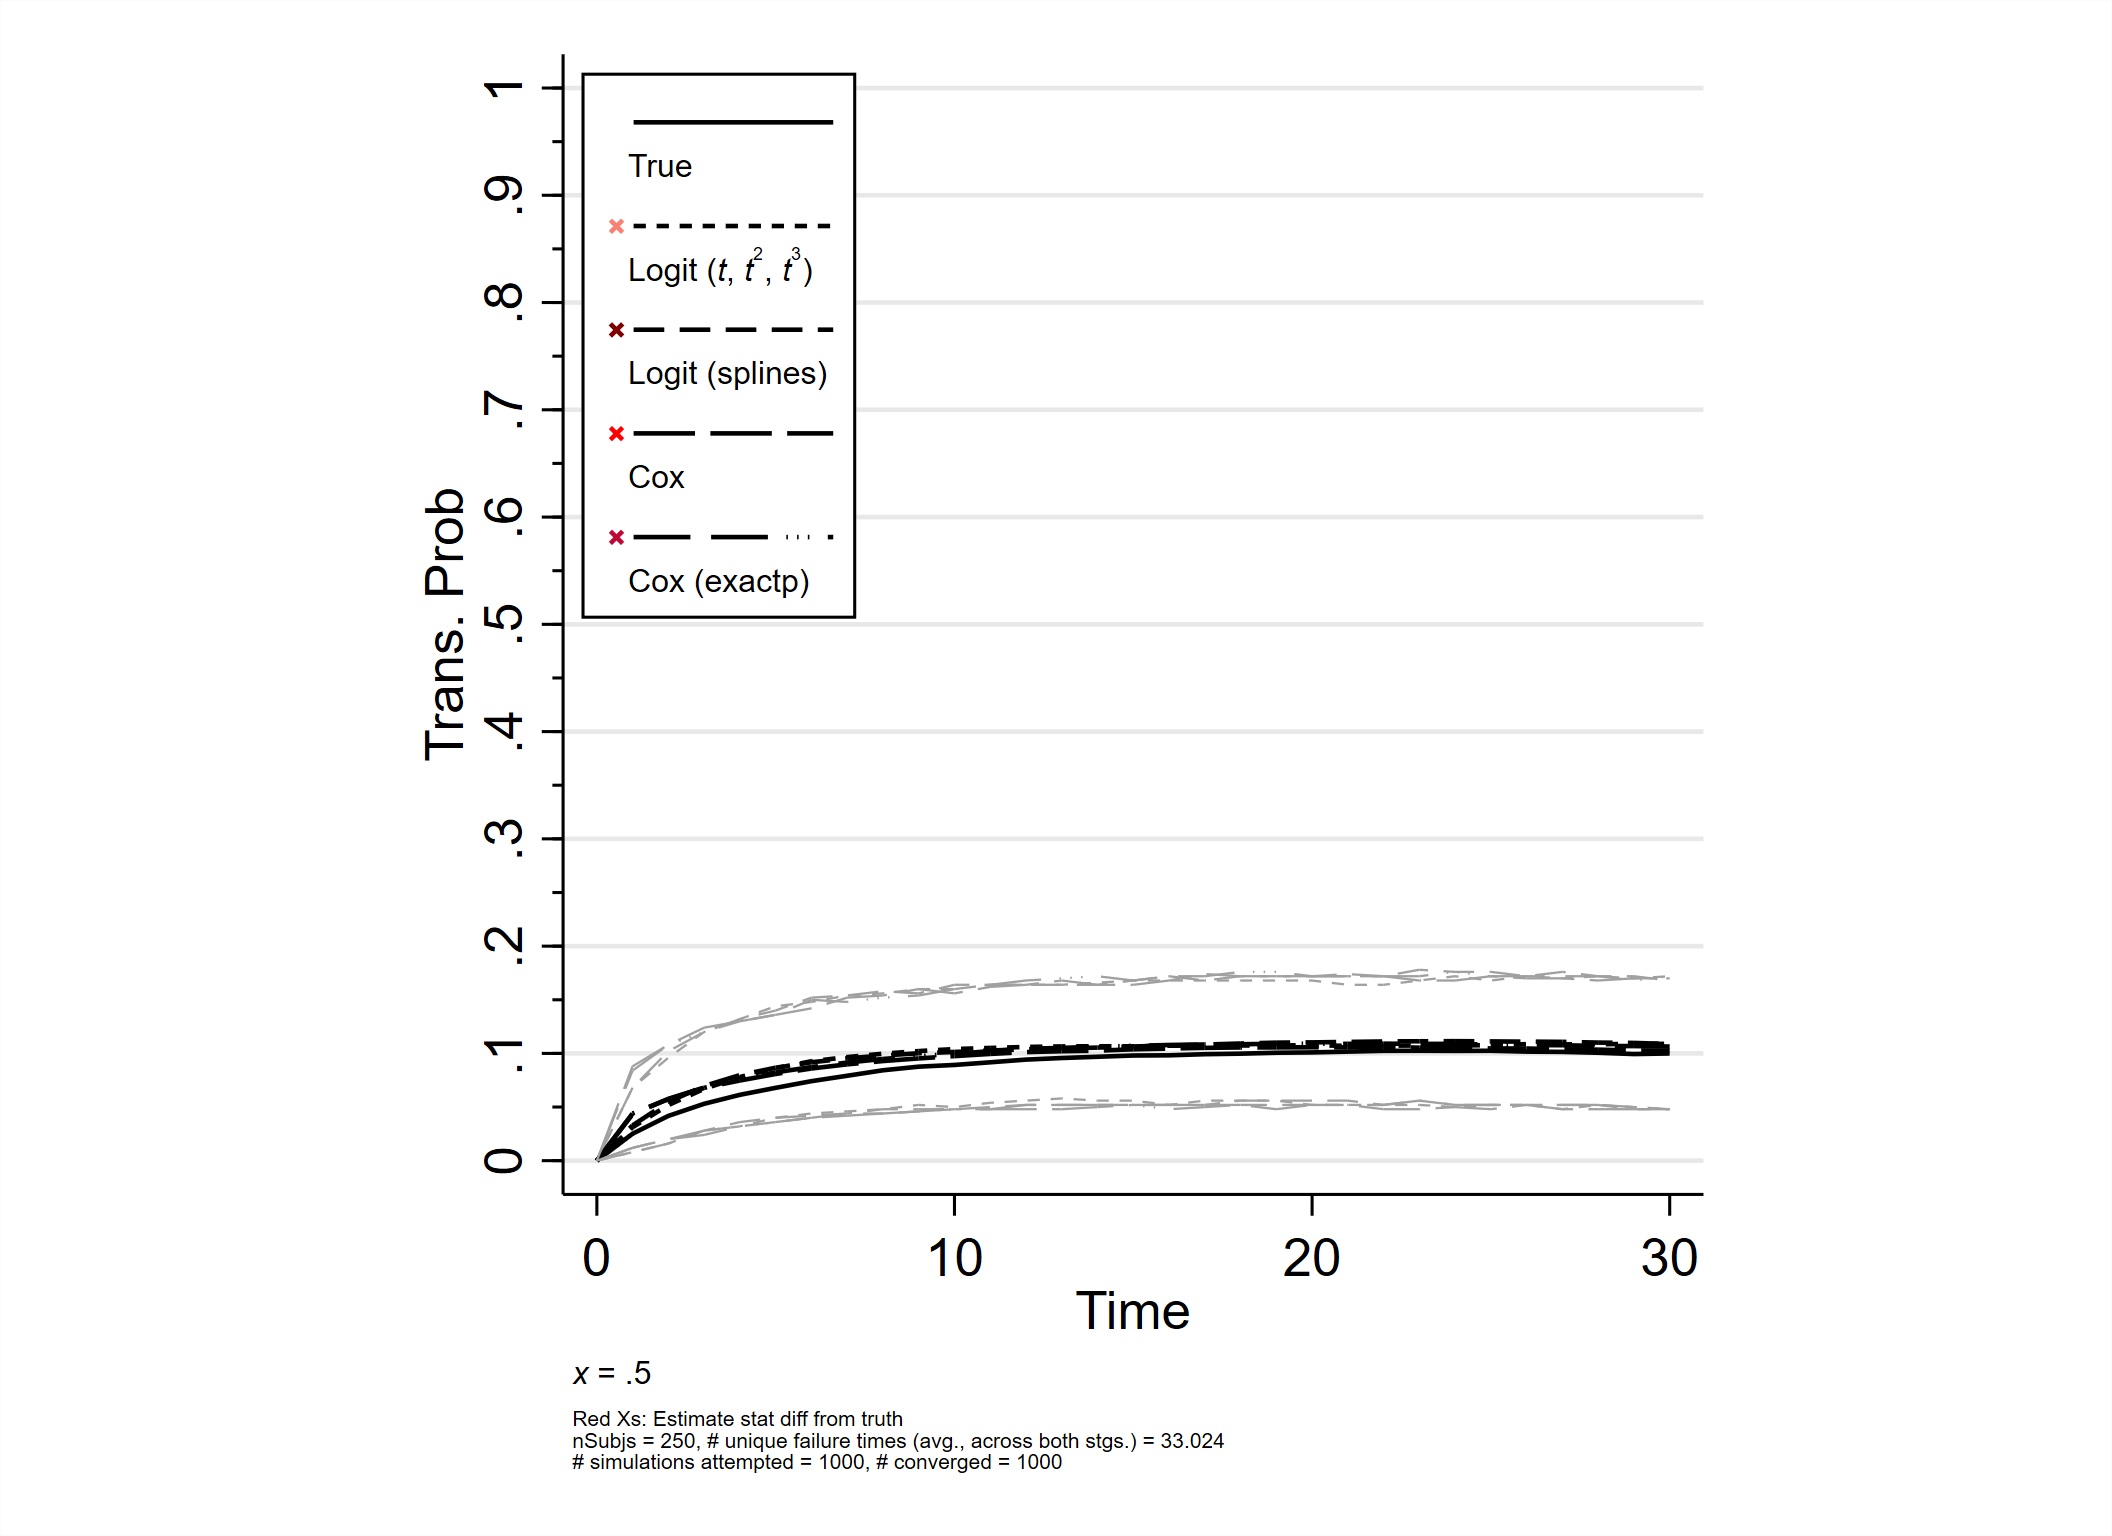 1
.9
.8
.7
.6
.5
.4
.3
.2
.1
0
Trans. Prob
True
Logit (t, t², t³)
Logit (splines)
Cox
Cox (exactp)
0 10 20 30
Time
x = .5
Red Xs: Estimate stat diff from truth
nSubjs = 250, # unique failure times (avg., across both stgs.) = 33.024
# simulations attempted = 1000, # converged = 1000